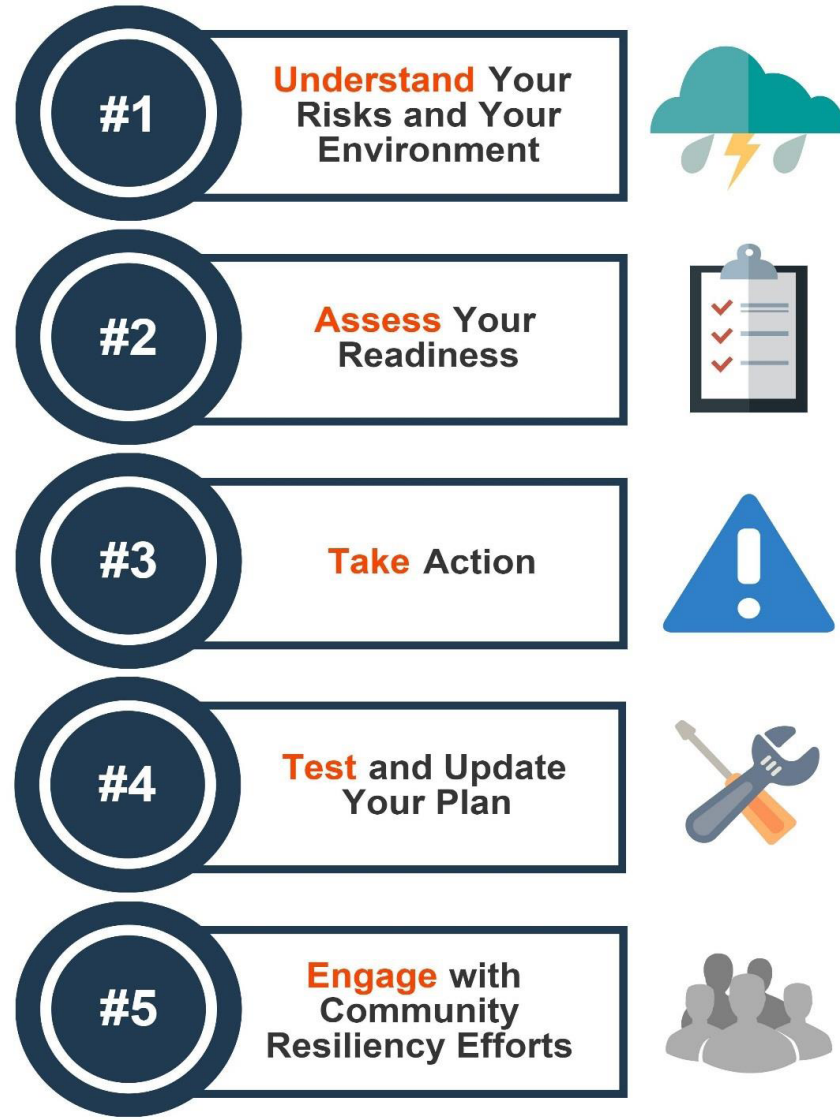 #1
Understand Your
Risks and Your
Environment
#2
Assess Your
Readiness
#3
Take Action
#4
Test and Update
Your Plan
#5
Engage with
Community
Resiliency Efforts